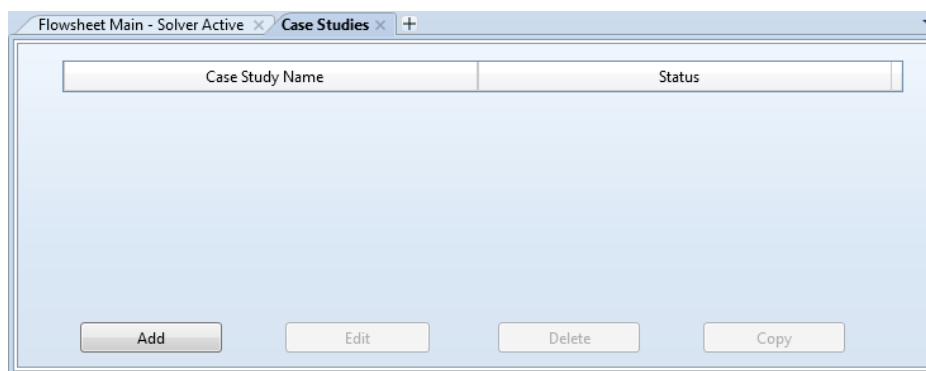 Flowsheet Main - Solver Active Case Studies
Case Study Name Status
Add Edit Delete Copy